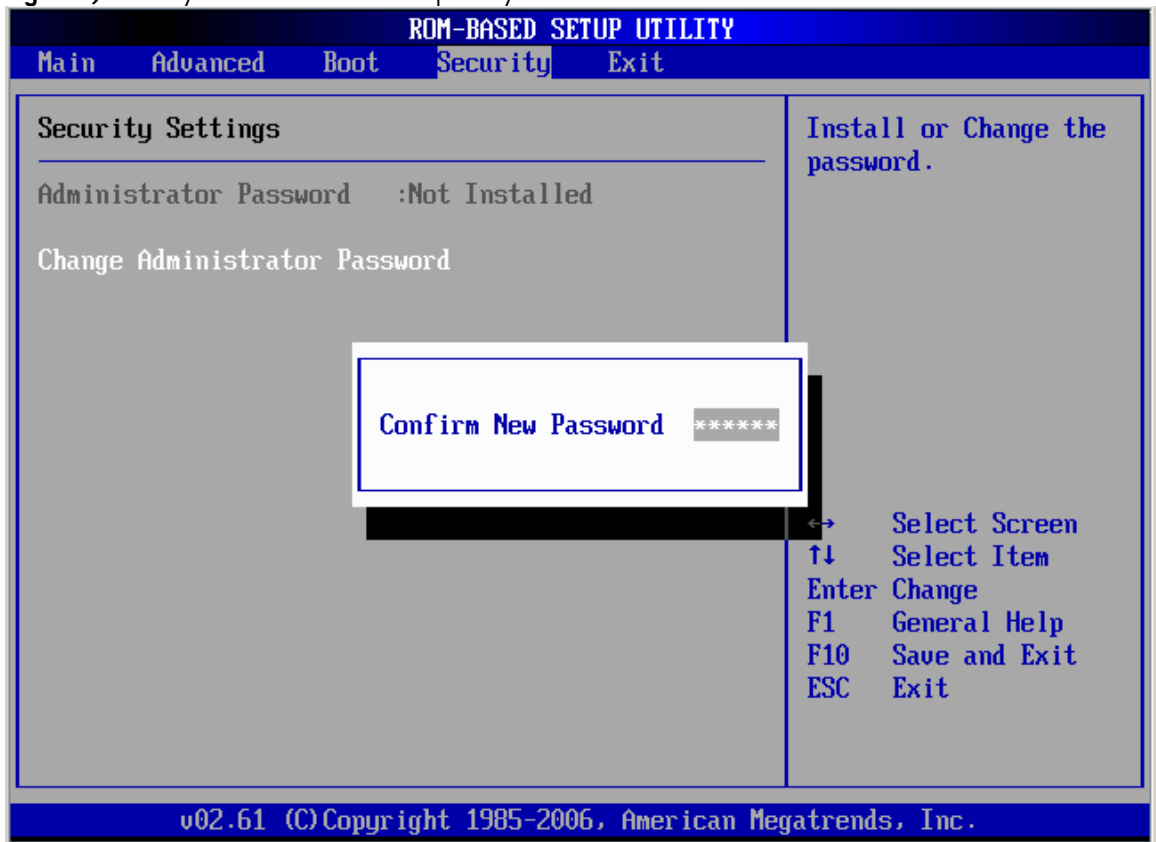 ROM-BASED SETUP UTILITY
Main Advanced Boot Security Exit
Security Settings
Administrator Password :Not Installed
Change Administrator Password
Install or Change the
password.
Confirm New Password ******
←→ Select Screen
↑↓ Select Item
Enter Change
F1 General Help
F10 Save and Exit
ESC Exit
v02.61 (C)Copyright 1985-2006, American Megatrends, Inc.